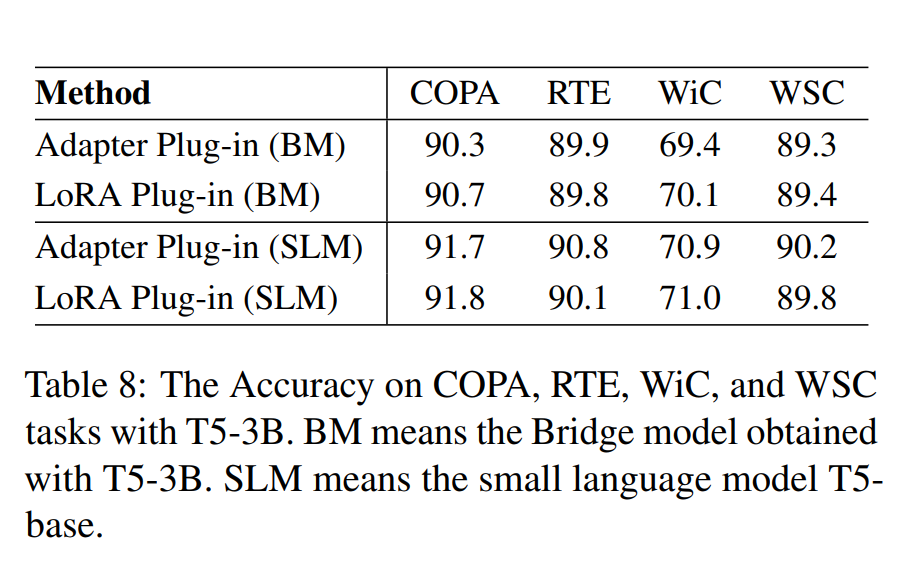 Method COPA RTE WiC WSC
Adapter Plug-in (BM) 90.3 89.9 69.4 89.3
LoRA Plug-in (BM) 90.7 89.8 70.1 89.4
Adapter Plug-in (SLM) 91.7 90.8 70.9 90.2
LoRA Plug-in (SLM) 91.8 90.1 71.0 89.8
Table 8: The Accuracy on COPA, RTE, WiC, and WSC
tasks with T5-3B. BM means the Bridge model obtained
with T5-3B. SLM means the small language model T5-
base.